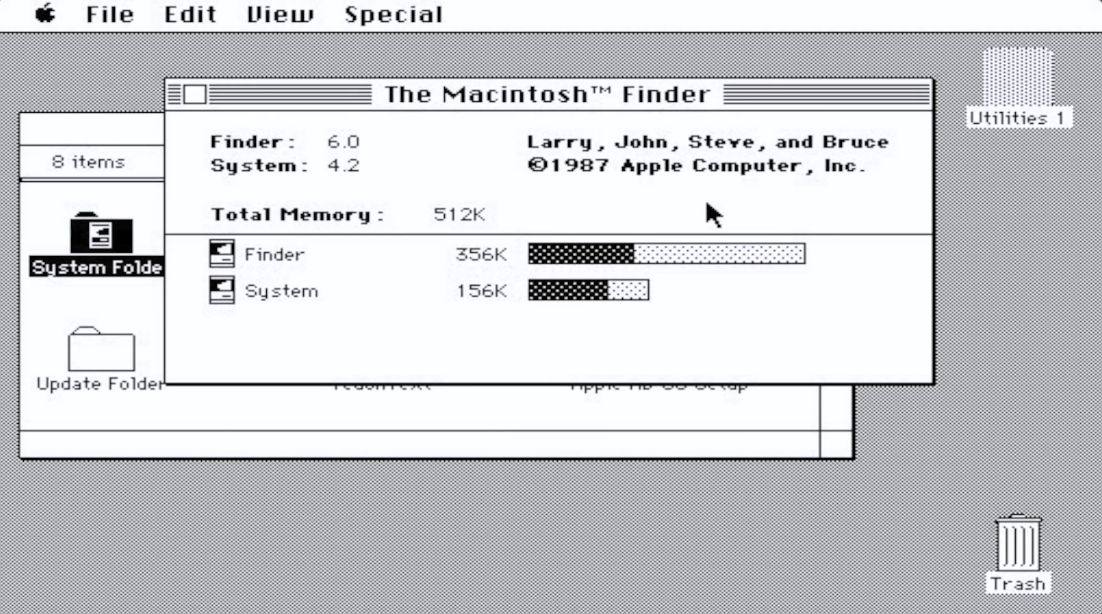 File Edit View Special
The Macintosh™ Finder
Utilities 1
Finder: 6.0 Larry, John, Steve, and Bruce
System: 4.2 ©1987 Apple Computer, Inc.
8 items
Total Memory: 512K
Finder 356K
System 156K
System Folde
Update Folder
Trash